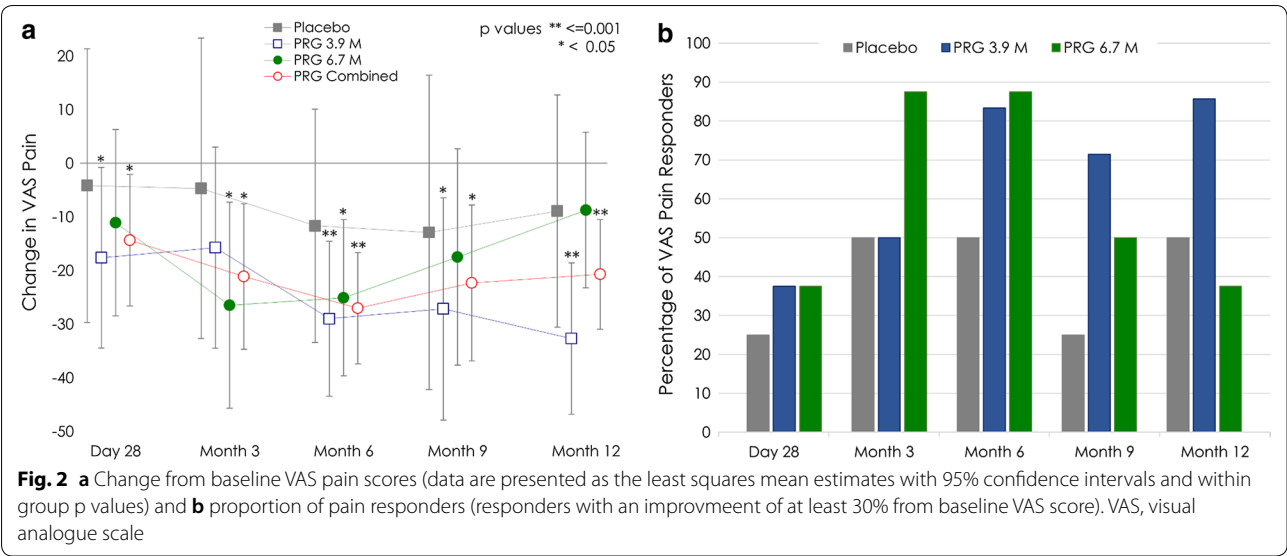 a
Placebo
PRG 3.9 M
PRG 6.7 M
PRG Combined
p values ** <=0.001
* < 0.05
Change in VAS Pain
20
10
0
-10
-20
-30
-40
-50
*
*
*
*
**
*
**
*
*
**
**
Day 28
Month 3
Month 6
Month 9
Month 12
b
Placebo
PRG 3.9 M
PRG 6.7 M
Percentage of VAS Pain Responders
100
90
80
70
60
50
40
30
20
10
0
Day 28
Month 3
Month 6
Month 9
Month 12
Fig. 2 a Change from baseline VAS pain scores (data are presented as the least squares mean estimates with 95% confidence intervals and within
group p values) and b proportion of pain responders (responders with an improvmeent of at least 30% from baseline VAS score). VAS, visual
analogue scale